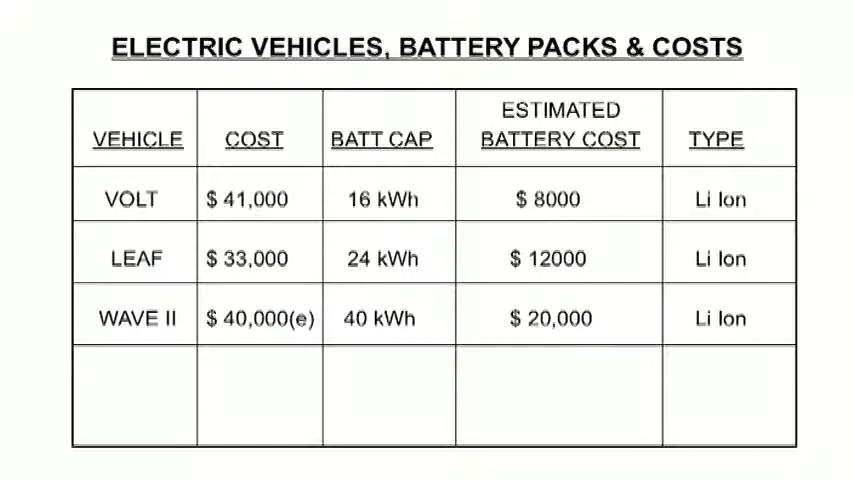 ELECTRIC VEHICLES, BATTERY PACKS & COSTS
ESTIMATED
VEHICLE COST BATT CAP BATTERY COST TYPE
VOLT $ 41,000 16 kWh $ 8000 Li Ion
LEAF $ 33,000 24 kWh $ 12000 Li Ion
WAVE II $ 40,000(e) 40 kWh $ 20,000 Li Ion